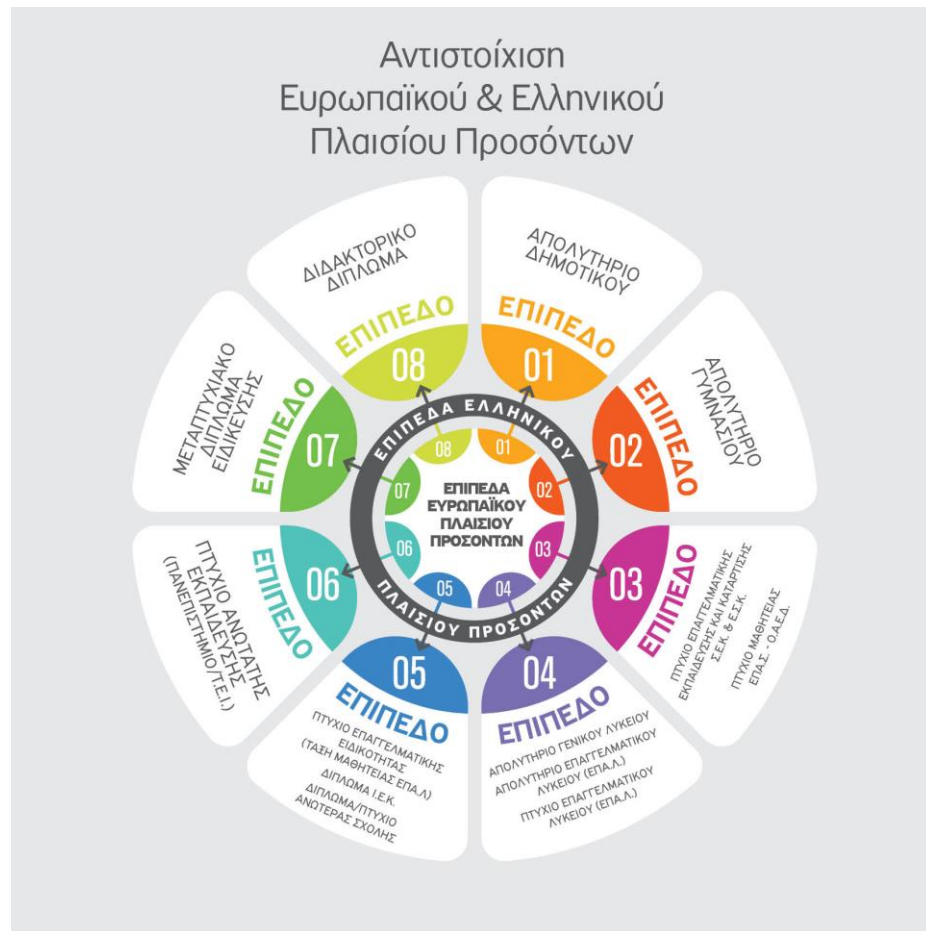 Αντιστοίχιση
Ευρωπαϊκού & Ελληνικού
Πλαισίου Προσόντων
ΑΠΟΛΥΤΗΡΙΟ
ΔΗΜΟΤΙΚΟΥ
ΕΠΙΠΕΔΟ
01
ΑΠΟΛΥΤΗΡΙΟ
ΓΥΜΝΑΣΙΟΥ
ΕΠΙΠΕΔΟ
02
ΕΠΙΠΕΔΟ
03
ΠΤΥΧΙΟ ΕΠΑΓΓΕΛΜΑΤΙΚΗΣ
ΕΚΠΑΙΔΕΥΣΗΣ ΚΑΙ ΚΑΤΑΡΤΙΣΗΣ
Σ.Ε.Κ. & Ε.Σ.Κ.
ΠΤΥΧΙΟ ΜΑΘΗΤΕΙΑΣ
ΕΠΑ.Σ. - Ο.Α.Ε.Δ.
04
ΕΠΙΠΕΔΟ
ΑΠΟΛΥΤΗΡΙΟ ΓΕΝΙΚΟΥ ΛΥΚΕΙΟΥ
ΑΠΟΛΥΤΗΡΙΟ ΕΠΑΓΓΕΛΜΑΤΙΚΟΥ
ΛΥΚΕΙΟΥ (ΕΠΑ.Λ.)
ΠΤΥΧΙΟ ΕΠΑΓΓΕΛΜΑΤΙΚΟΥ
ΛΥΚΕΙΟΥ (ΕΠΑ.Λ.)
05
ΕΠΙΠΕΔΟ
ΠΤΥΧΙΟ ΕΠΑΓΓΕΛΜΑΤΙΚΗΣ
ΕΙΔΙΚΟΤΗΤΑΣ
(ΤΑΞΗ ΜΑΘΗΤΕΙΑΣ ΕΠΑ.Λ)
ΔΙΠΛΩΜΑ Ι.Ε.Κ.
ΔΙΠΛΩΜΑ/ΠΤΥΧΙΟ
ΑΝΩΤΕΡΑΣ ΣΧΟΛΗΣ
06
ΕΠΙΠΕΔΟ
ΠΤΥΧΙΟ ΑΝΩΤΑΤΗΣ
ΕΚΠΑΙΔΕΥΣΗΣ
(ΠΑΝΕΠΙΣΤΗΜΙΟ/Τ.Ε.Ι.)
ΜΕΤΑΠΤΥΧΙΑΚΟ
ΔΙΠΛΩΜΑ
ΕΙΔΙΚΕΥΣΗΣ
ΕΠΙΠΕΔΟ
07
ΔΙΔΑΚΤΟΡΙΚΟ
ΔΙΠΛΩΜΑ
ΕΠΙΠΕΔΟ
08
ΕΠΙΠΕΔΑ ΕΛΛΗΝΙΚΟΥ
ΠΛΑΙΣΙΟΥ ΠΡΟΣΟΝΤΩΝ
01
02
03
04
05
06
07
08
ΕΠΙΠΕΔΑ
ΕΥΡΩΠΑΪΚΟΥ
ΠΛΑΙΣΙΟΥ
ΠΡΟΣΟΝΤΩΝ